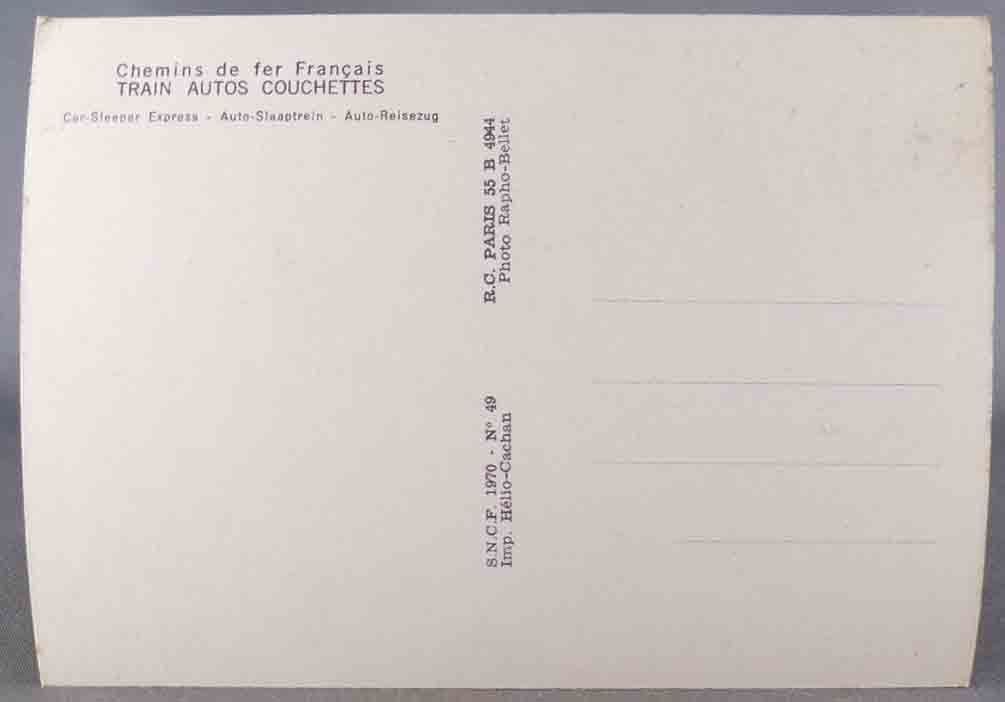 Chemins de fer Français
TRAIN AUTOS COUCHETTES
Car-Sleeper Express - Auto-Slaaptrein - Auto-Reisezug
R.C. PARIS 55 B 4944
Photo Rapho-Bellet
S.N.C.F. 1970 - N° 49
Imp. Hélio-Cachan